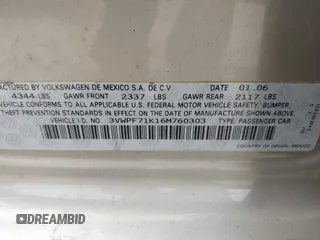 ACTURED BY VOLKSWAGEN DE MEXICO S.A. DE C.V DATE 01.06
4344 LBS GAWR FRONT 2337 LBS GAWR REAR 2117 LBS
VEHICLE CONFORMS TO ALL APPLICABLE U.S. FEDERAL MOTOR VEHICLE SAFETY, BUMPER,
THEFT PREVENTION STANDARDS IN EFFECT ON THE DATE OF MANUFACTURE SHOWN ABOVE
VEHICLE IDENTIFICATION NO.: 3VWPF71K16M760303 TYPE: PASSENGER CAR
DEALERSHIP